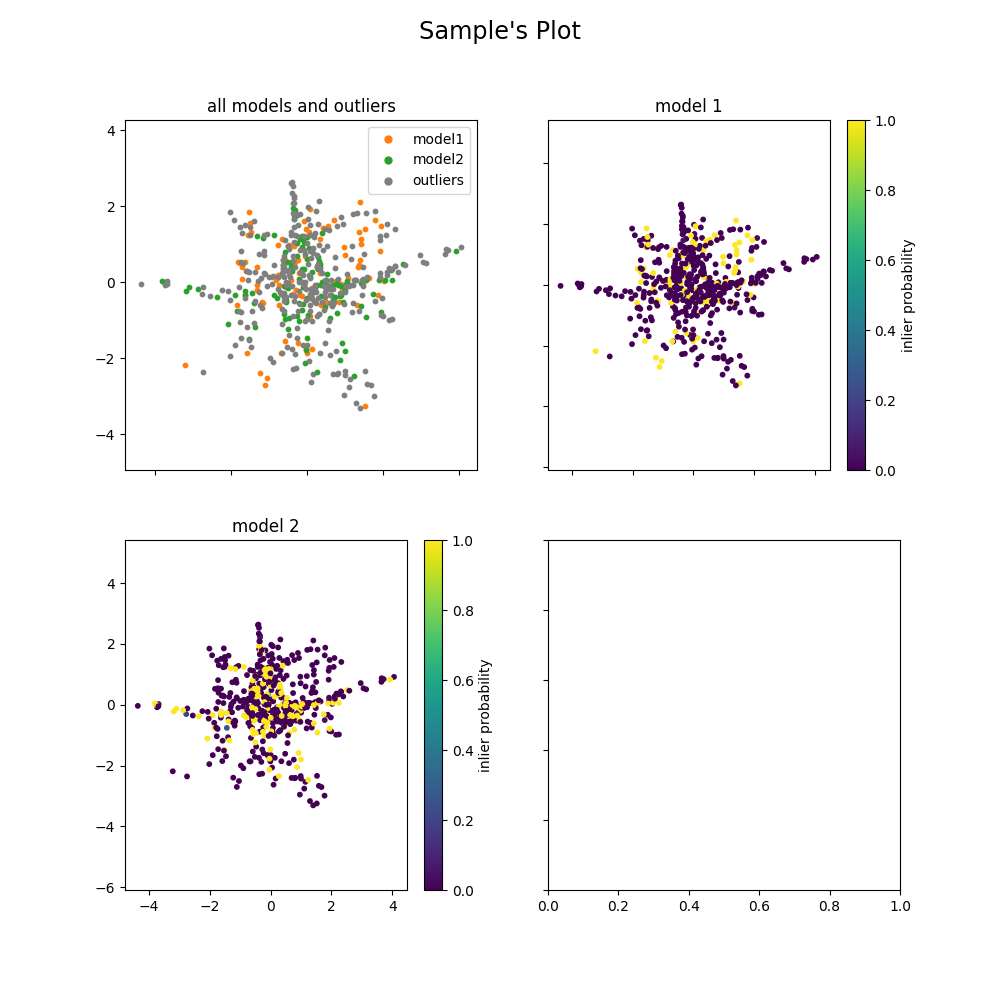 Sample's Plot
all models and outliers
4
2
0
−2
−4
model1
model2
outliers
model 1
1.0
0.8
0.6
0.4
0.2
0.0
inlier probability
model 2
4
2
0
−2
−4
−6
−4 −2 0 2 4
1.0
0.8
0.6
0.4
0.2
0.0
inlier probability
0.0 0.2 0.4 0.6 0.8 1.0